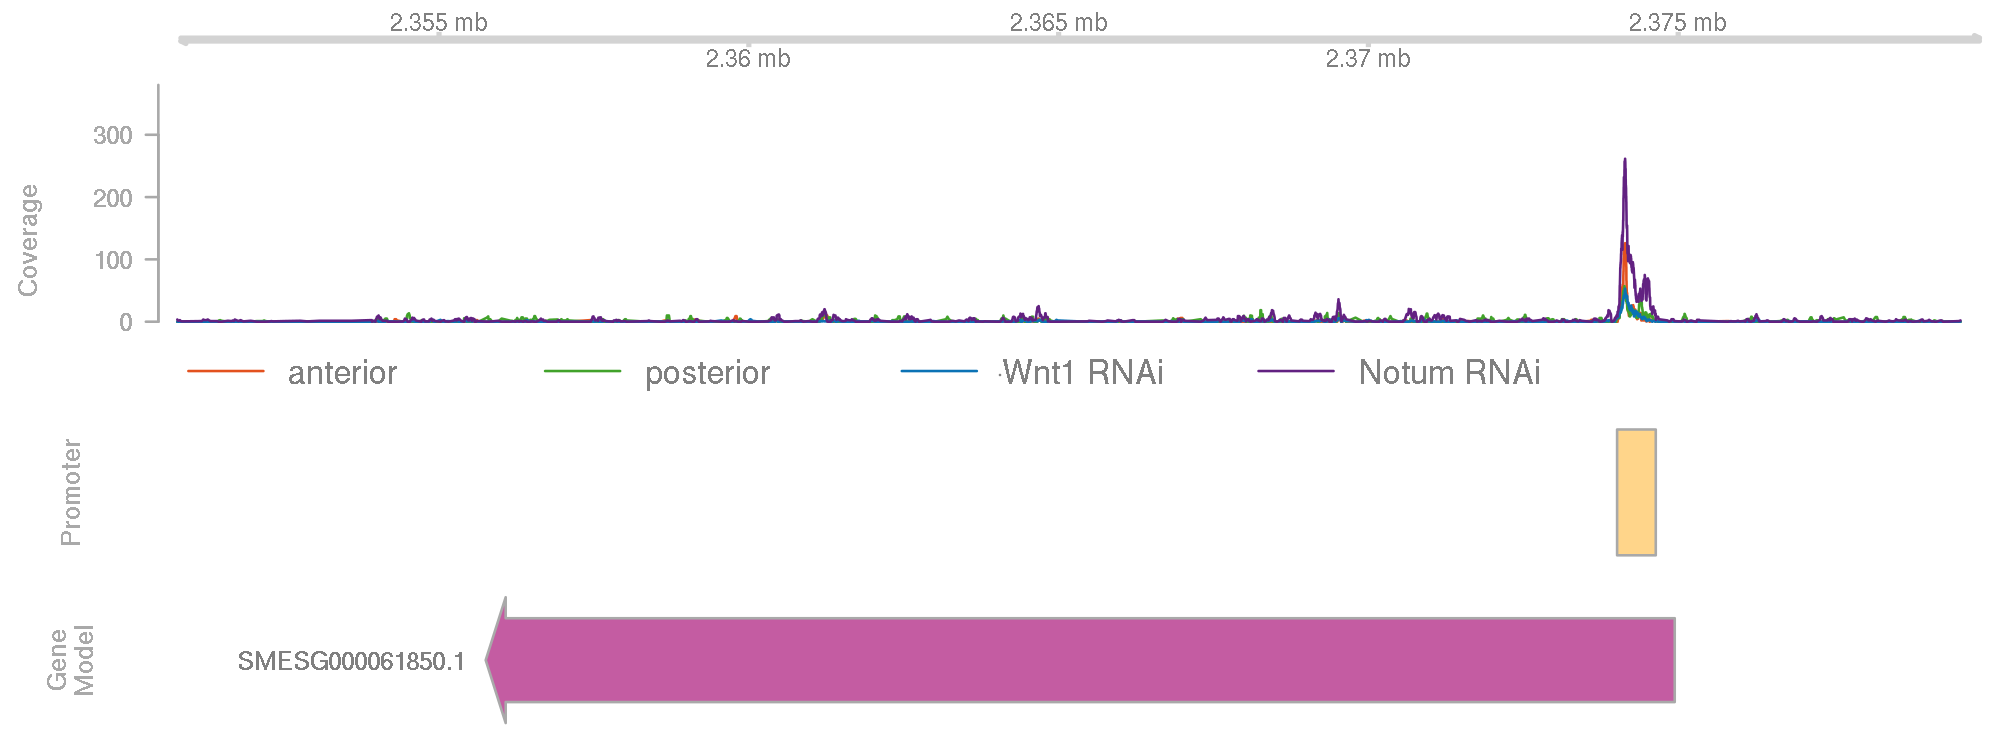 2.355 mb
2.365 mb
2.375 mb
2.36 mb
2.37 mb
Coverage
300
200
100
0
anterior
posterior
Wnt1 RNAi
Notum RNAi
Promoter
Gene
Model
SMESG000061850.1